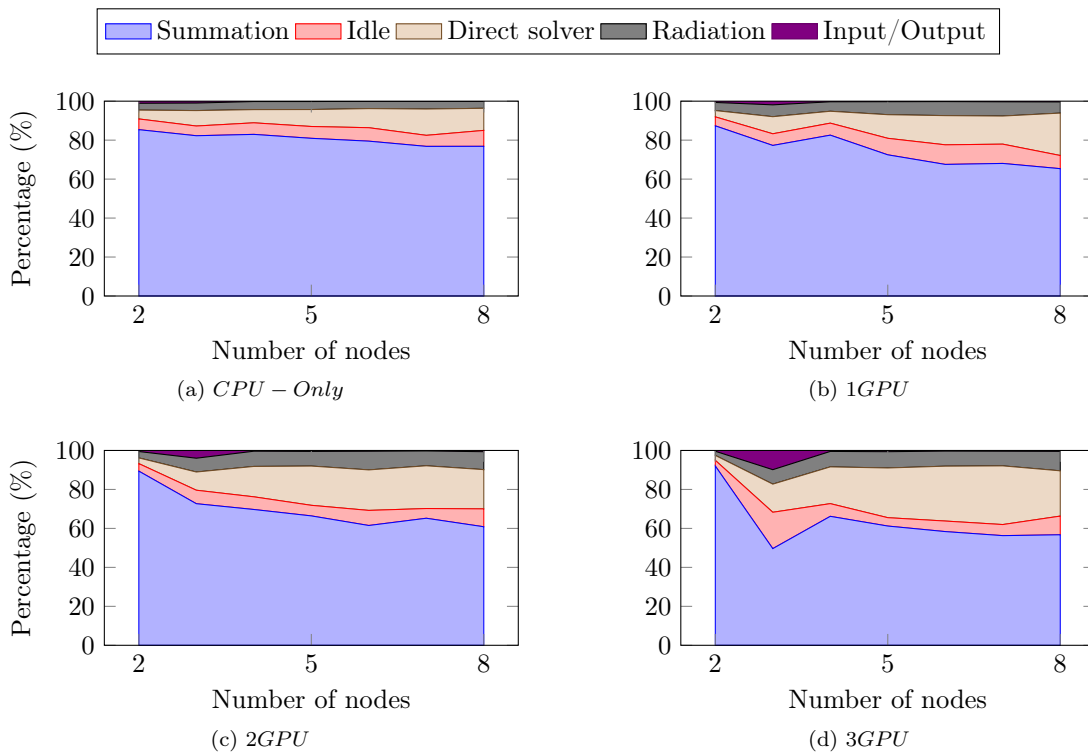 Summation Idle Direct solver Radiation Input/Output
100
80
60
40
20
0
Percentage (%)
2 5 8
Number of nodes
(a) CPU – Only
100
80
60
40
20
0
2 5 8
Number of nodes
(b) 1GPU
100
80
60
40
20
0
Percentage (%)
2 5 8
Number of nodes
(c) 2GPU
100
80
60
40
20
0
2 5 8
Number of nodes
(d) 3GPU